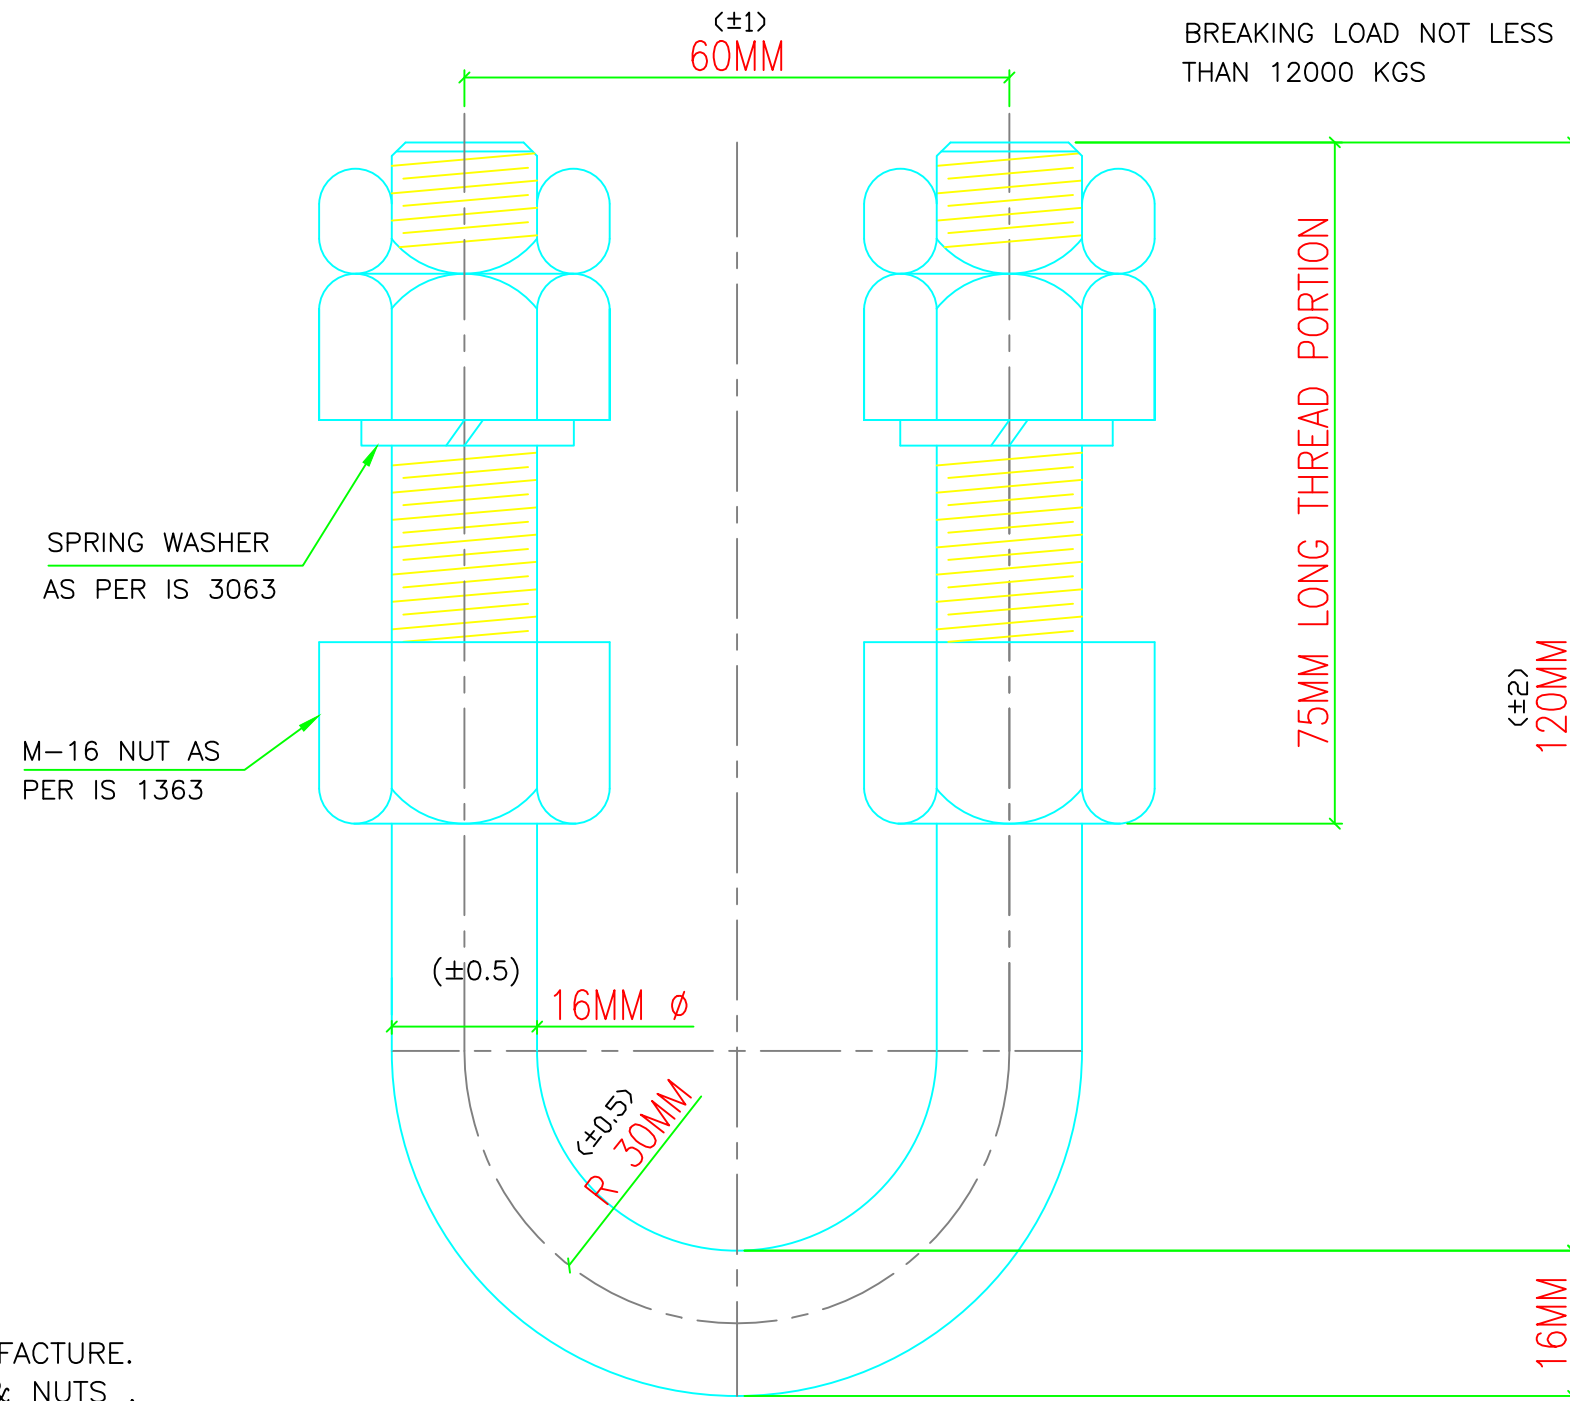 (±1)
60MM
BREAKING LOAD NOT LESS
THAN 12000 KGS
75MM LONG THREAD PORTION
SPRING WASHER
AS PER IS 3063
(±2)
120MM
M-16 NUT AS
PER IS 1363
(±0.5)
16MM ø
(±0.5)
R 30MM
16MM
FACTURE.
& NUTS .